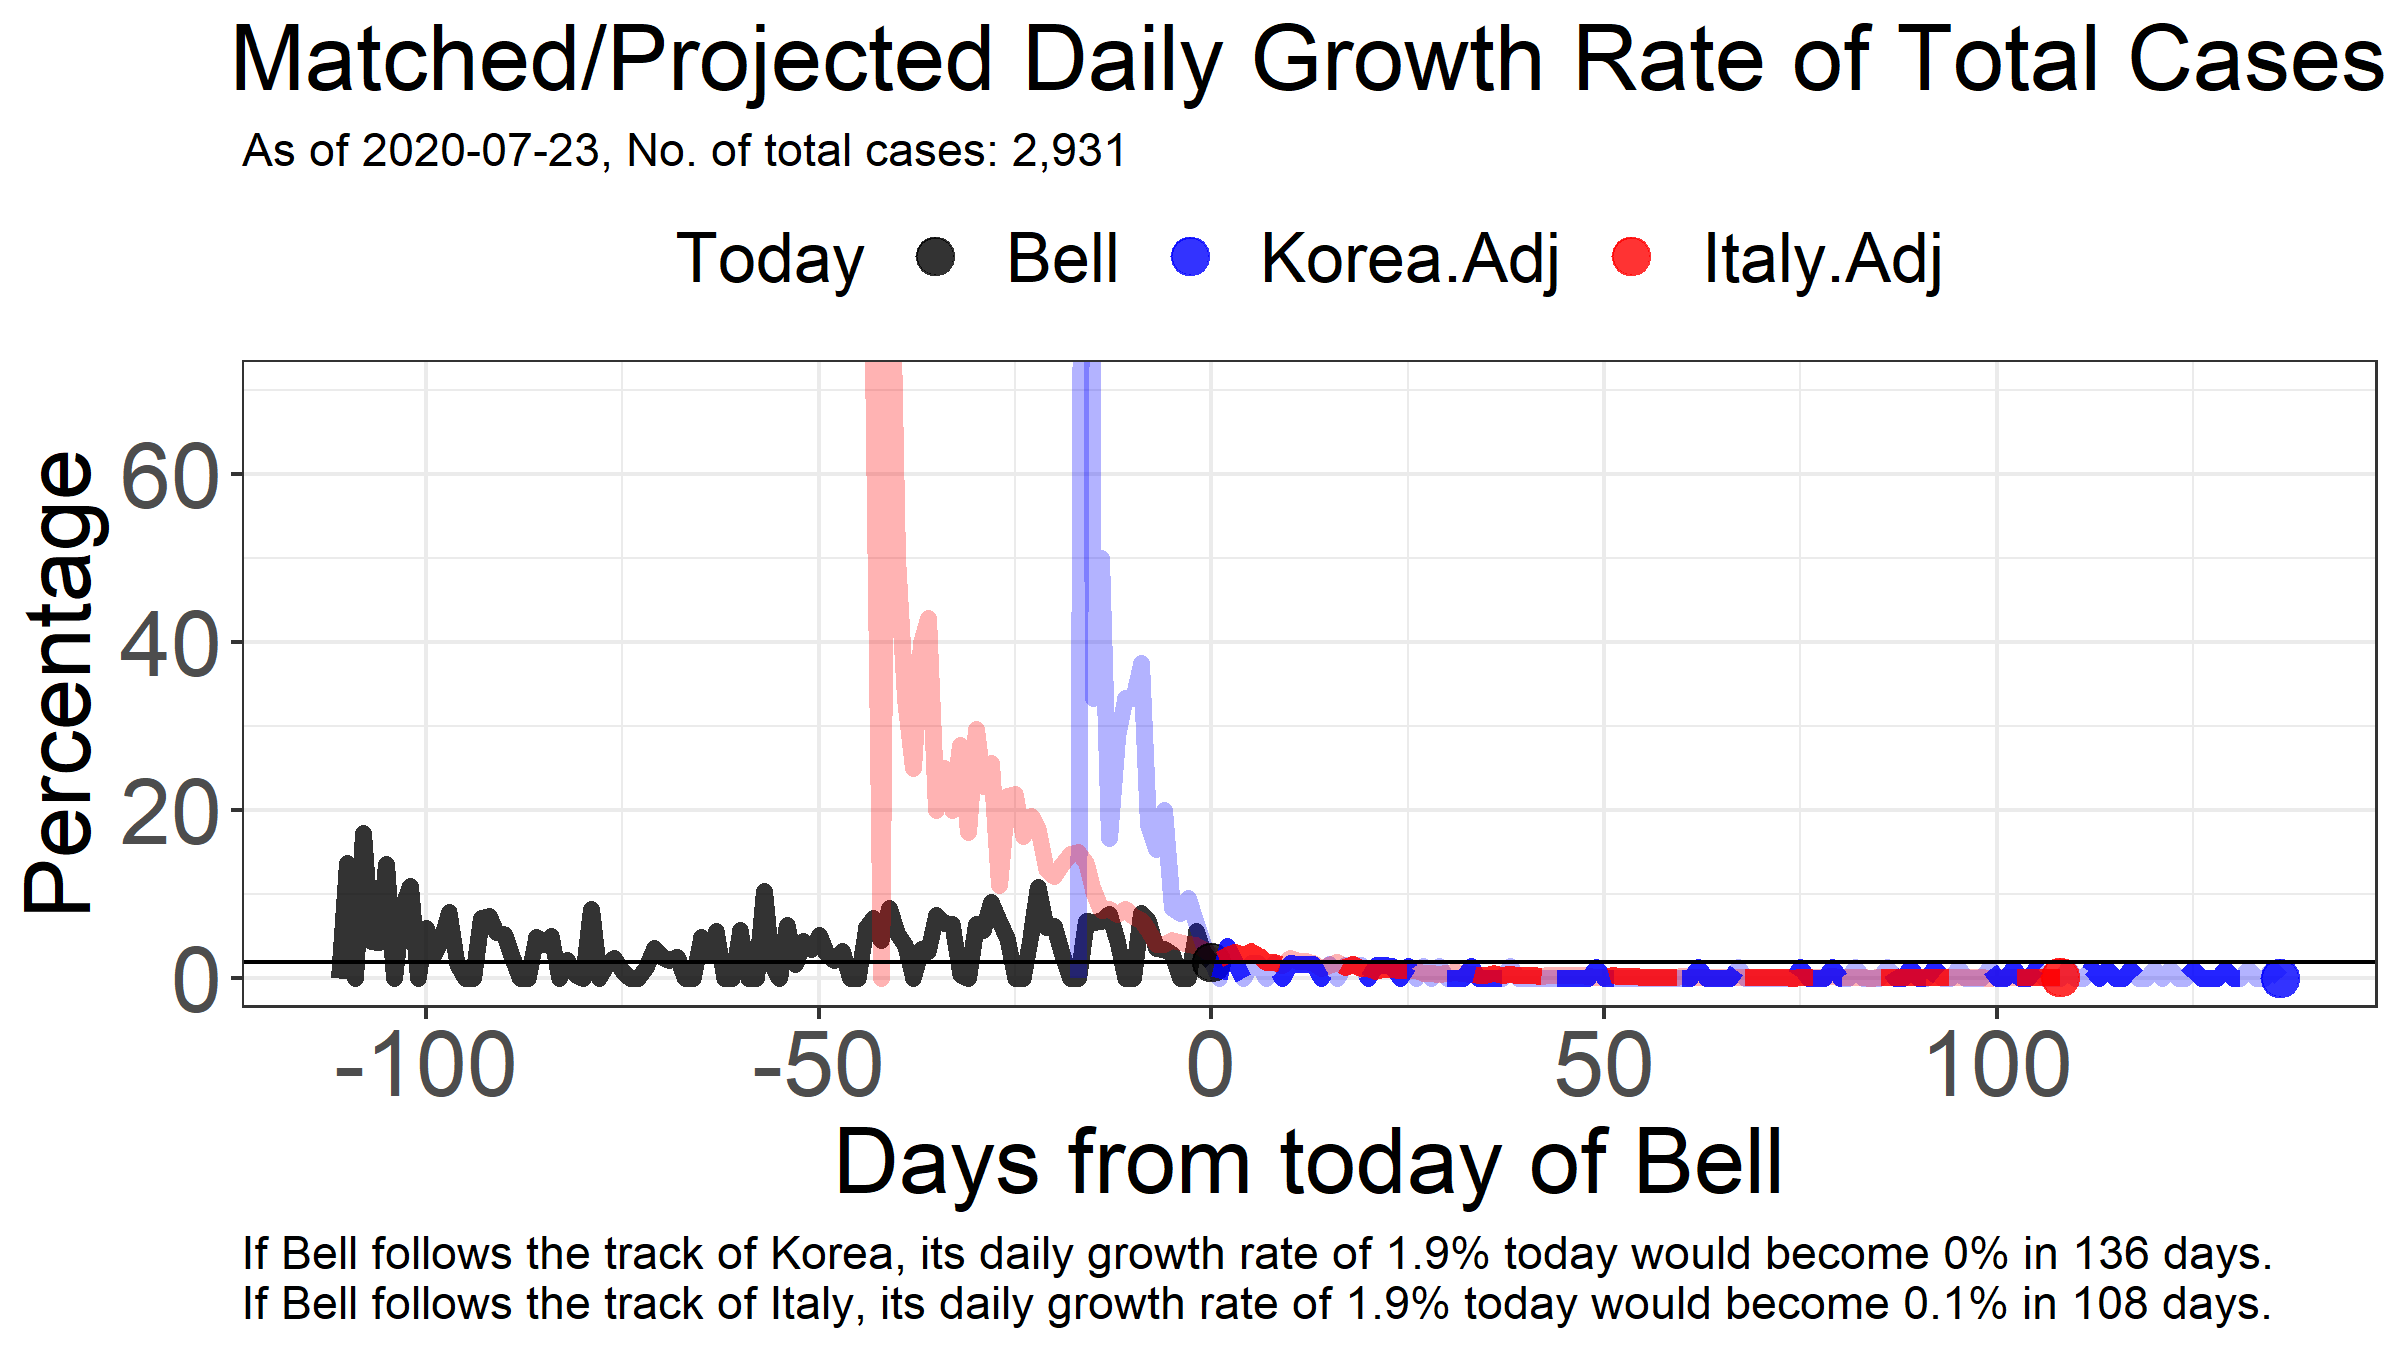 Matched/Projected Daily Growth Rate of Total Cases
As of 2020-07-23, No. of total cases: 2,931
Today Bell Korea.Adj Italy.Adj
Percentage
60
40
20
0
-100 -50 0 50 100
Days from today of Bell
If Bell follows the track of Korea, its daily growth rate of 1.9% today would become 0% in 136 days.
If Bell follows the track of Italy, its daily growth rate of 1.9% today would become 0.1% in 108 days.